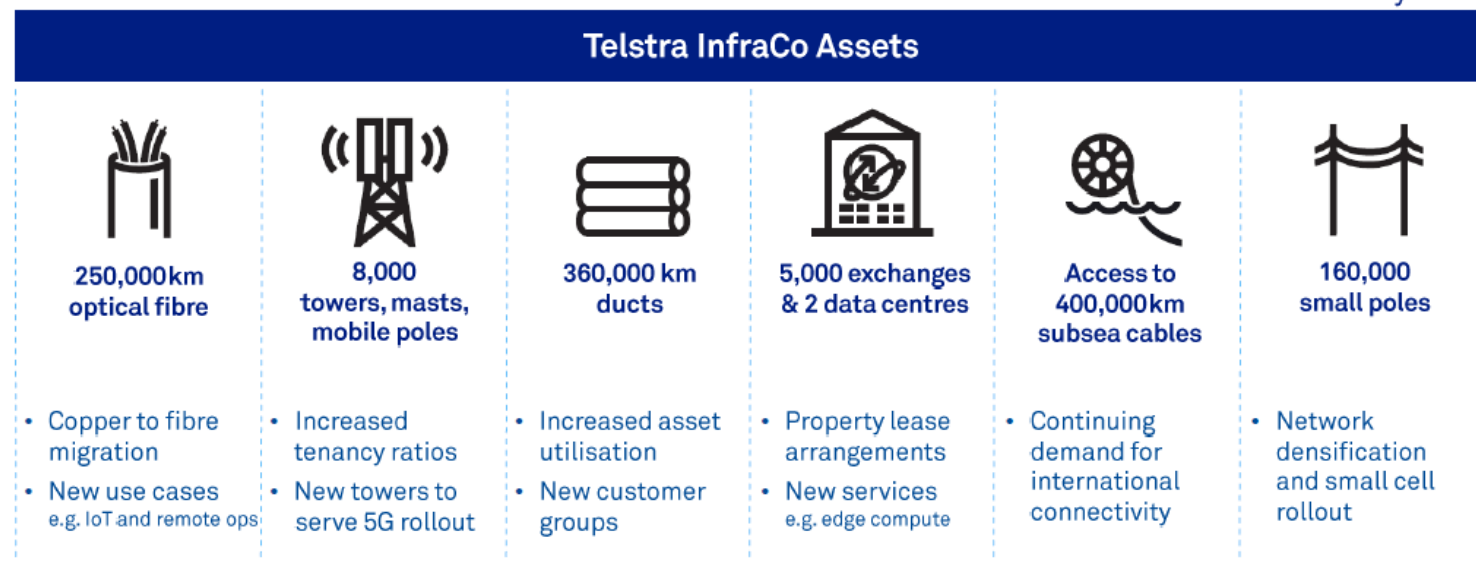 Telstra InfraCo Assets
250,000km
optical fibre
8,000
towers, masts,
mobile poles
360,000 km
ducts
5,000 exchanges
& 2 data centres
Access to
400,000km
subsea cables
160,000
small poles
• Copper to fibre
migration
• New use cases
e.g. IoT and remote ops
• Increased
tenancy ratios
• New towers to
serve 5G rollout
• Increased asset
utilisation
• New customer
groups
• Property lease
arrangements
• New services
e.g. edge compute
• Continuing
demand for
international
connectivity
• Network
densification
and small cell
rollout